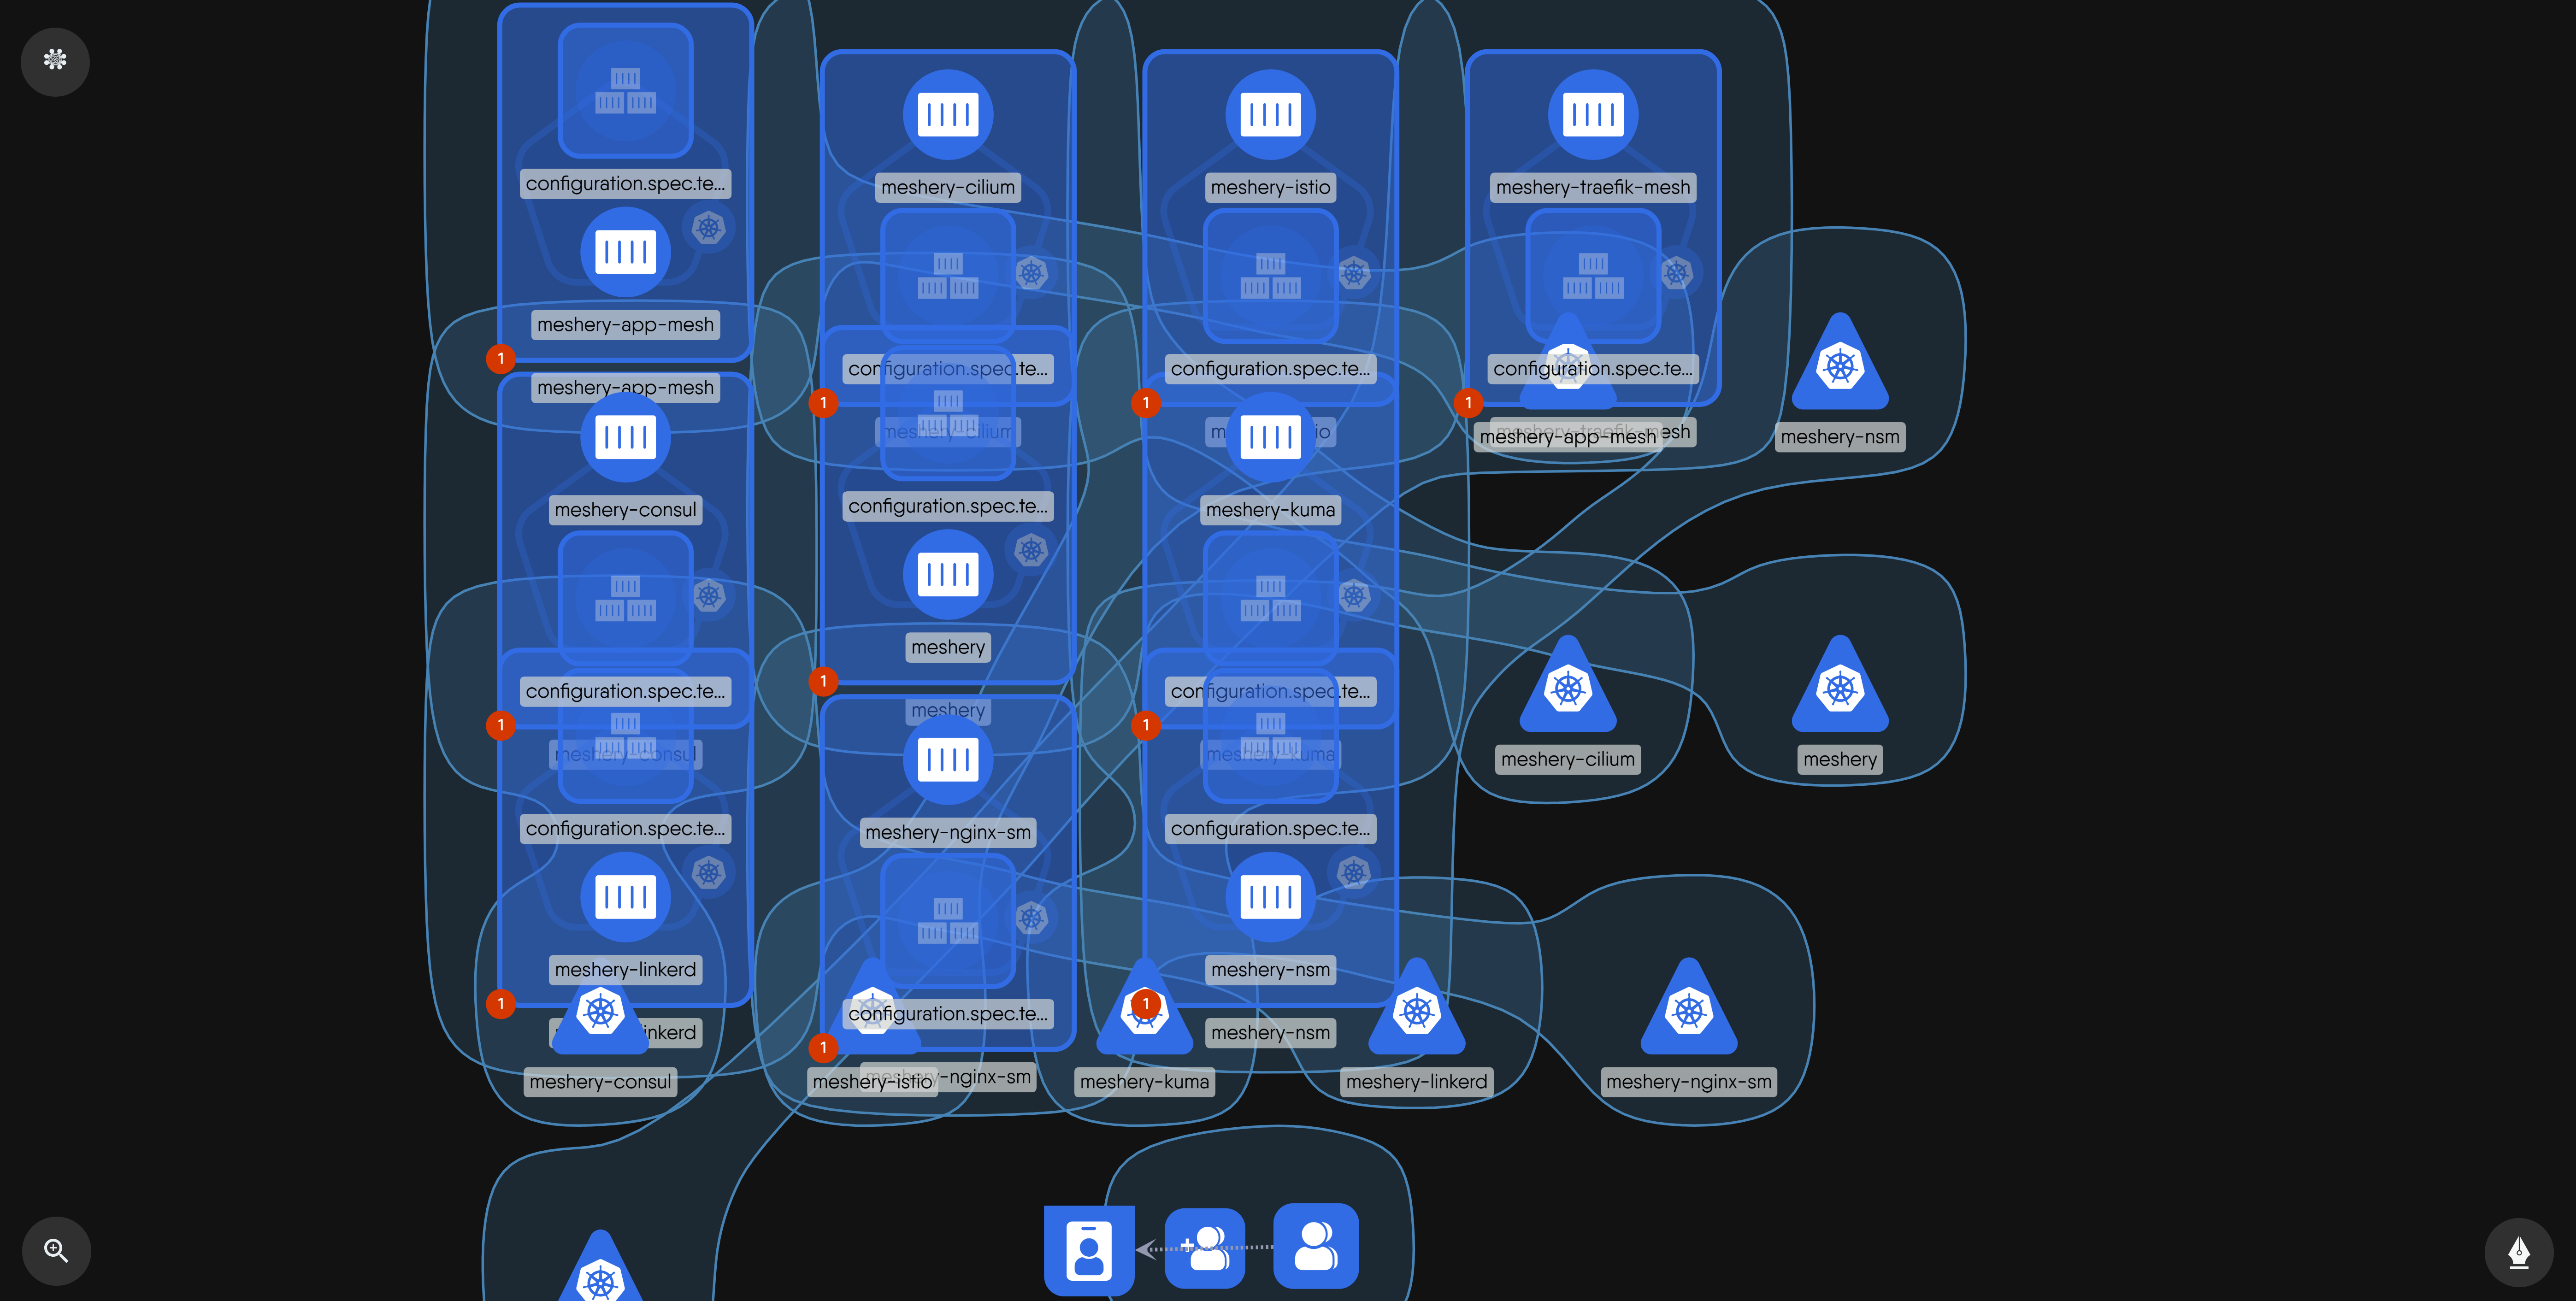 configuration.spec.te...
meshery-cilium
meshery-istio
meshery-traefik-mesh
meshery-app-mesh
1
meshery-app-mesh
configuration.spec.te...
configuration.spec.te...
configuration.spec.te...
1
1
1
meshery-cilium
meshery-app-mesh
mesh
meshery-nsm
meshery-consul
configuration.spec.te...
meshery-kuma
meshery
1
configuration.spec.te...
configuration.spec.te...
meshery
1
1
meshery-consul
meshery-kuma
meshery-cilium
meshery
configuration.spec.te...
meshery-nginx-sm
configuration.spec.te...
meshery-linkerd
meshery-nsm
1
1
configuration.spec.te...
inkerd
meshery-nsm
1
meshery-consul
meshery-istio
nginx-sm
meshery-kuma
meshery-linkerd
meshery-nginx-sm